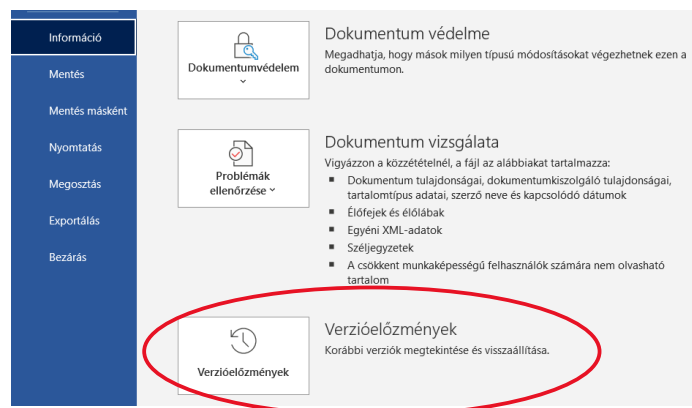 Információ
Mentés
Mentés másként
Nyomtatás
Megosztás
Exportálás
Bezárás
Dokumentumvédelem
Dokumentum védelme
Megadhatja, hogy mások milyen típusú módosításokat végezhetnek ezen a
dokumentumon.
Problémák
ellenőrzése
Dokumentum vizsgálata
Vigyázzon a közzétételnél, a fájl az alábbiakat tartalmazza:
Dokumentum tulajdonságai, dokumentumkiszolgáló tulajdonságai,
tartalomtípus adatai, szerző neve és kapcsolódó dátumok
Élőfejek és élőlábak
Egyéni XML-adatok
Széljegyzetek
A csökkent munkaképességű felhasználók számára nem olvasható
tartalom
Verzióelőzmények
Verzióelőzmények
Korábbi verziók megtekintése és visszaállítása.